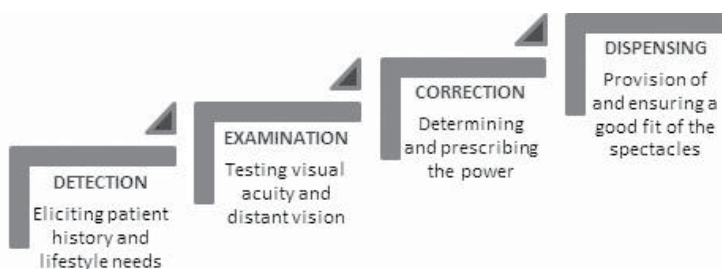 DETECTION
Eliciting patient
history and
lifestyle needs
EXAMINATION
Testing visual
acuity and
distant vision
CORRECTION
Determining
and prescribing
the power
DISPENSING
Provision of
and ensuring a
good fit of the
spectacles